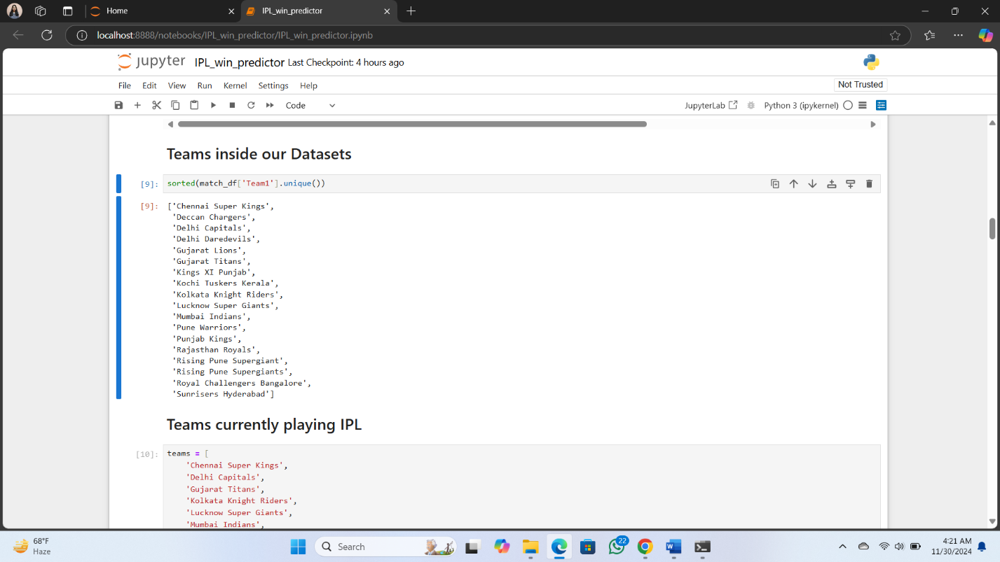 Home
IPL_win_predictor
localhost:8888/notebooks/IPL_win_predictor/IPL_win_predictor.ipynb
jupyter IPL_win_predictor Last Checkpoint: 4 hours ago
File Edit View Run Kernel Settings Help
Not Trusted
Code
JupyterLab
Python 3 (ipykernel)
Teams inside our Datasets
[9]: sorted(match_df['Team1'].unique())
[9]: ['Chennai Super Kings',
'Deccan Chargers',
'Delhi Capitals',
'Delhi Daredevils',
'Gujarat Lions',
'Gujarat Titans',
'Kings XI Punjab',
'Kochi Tuskers Kerala',
'Kolkata Knight Riders',
'Lucknow Super Giants',
'Mumbai Indians',
'Pune Warriors',
'Punjab Kings',
'Rajasthan Royals',
'Rising Pune Supergiant',
'Rising Pune Supergiants',
'Royal Challengers Bangalore',
'Sunrisers Hyderabad']
Teams currently playing IPL
[10]: teams = [
'Chennai Super Kings',
'Delhi Capitals',
'Gujarat Titans',
'Kolkata Knight Riders',
'Lucknow Super Giants',
'Mumbai Indians',
68°F
Haze
Search
22
4:21 AM
11/30/2024